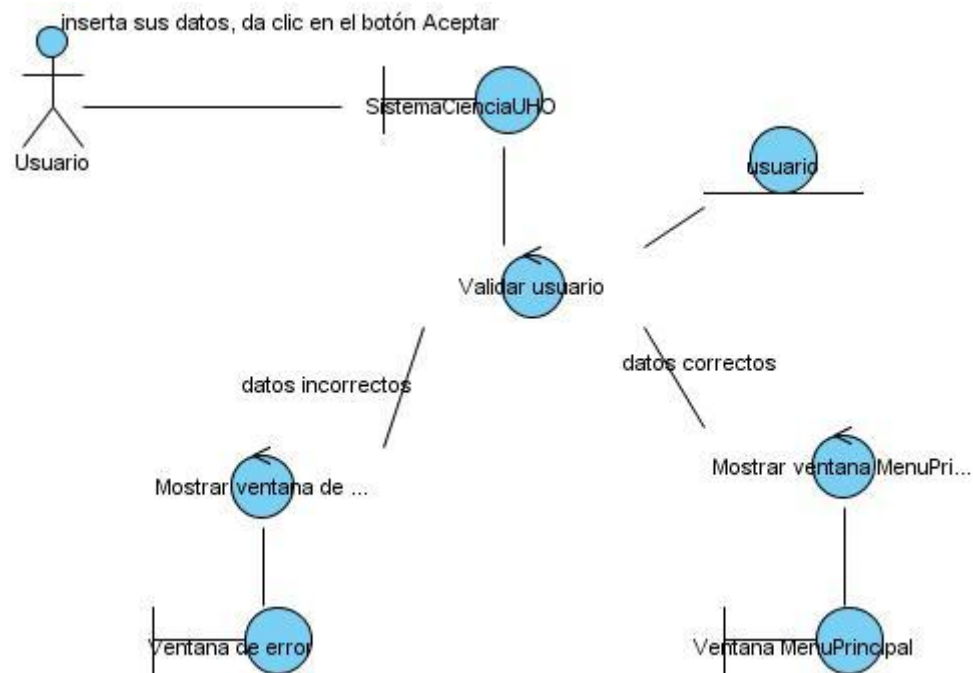 inserta sus datos, da clic en el botón Aceptar
SistemaCienciaUHO
Usuario
usuario
Validar usuario
datos correctos
datos incorrectos
Mostrar ventana MenuPri...
Mostrar ventana de ...
Ventana de error
Ventana MenuPrincipal